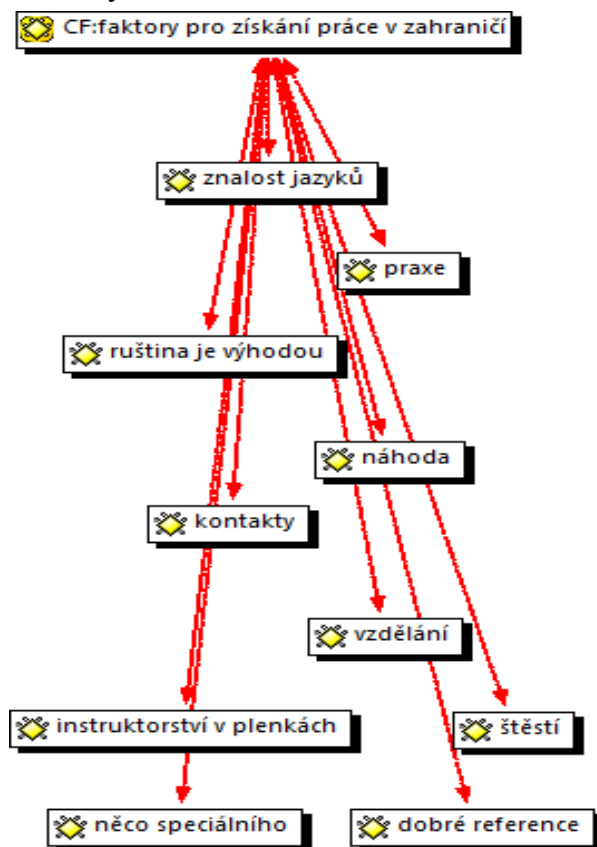 CF:faktory pro získání práce v zahraničí
znalost jazyků
praxe
ruština je výhodou
náhoda
kontakty
vzdělání
instruktorství v plenkách
štěstí
něco speciálního
dobré reference